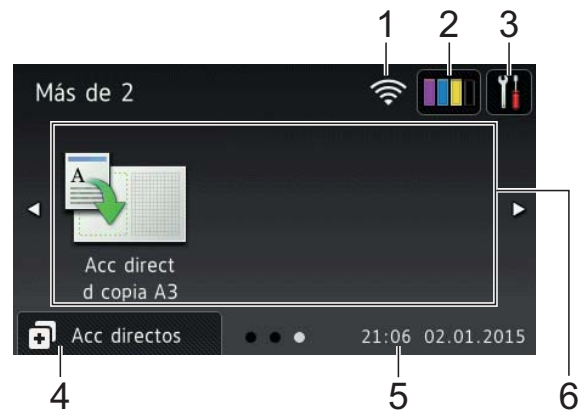 1 2 3
Más de 2
A
Acc direct
d copia A3
Acc directos
21:06 02.01.2015
4 5 6